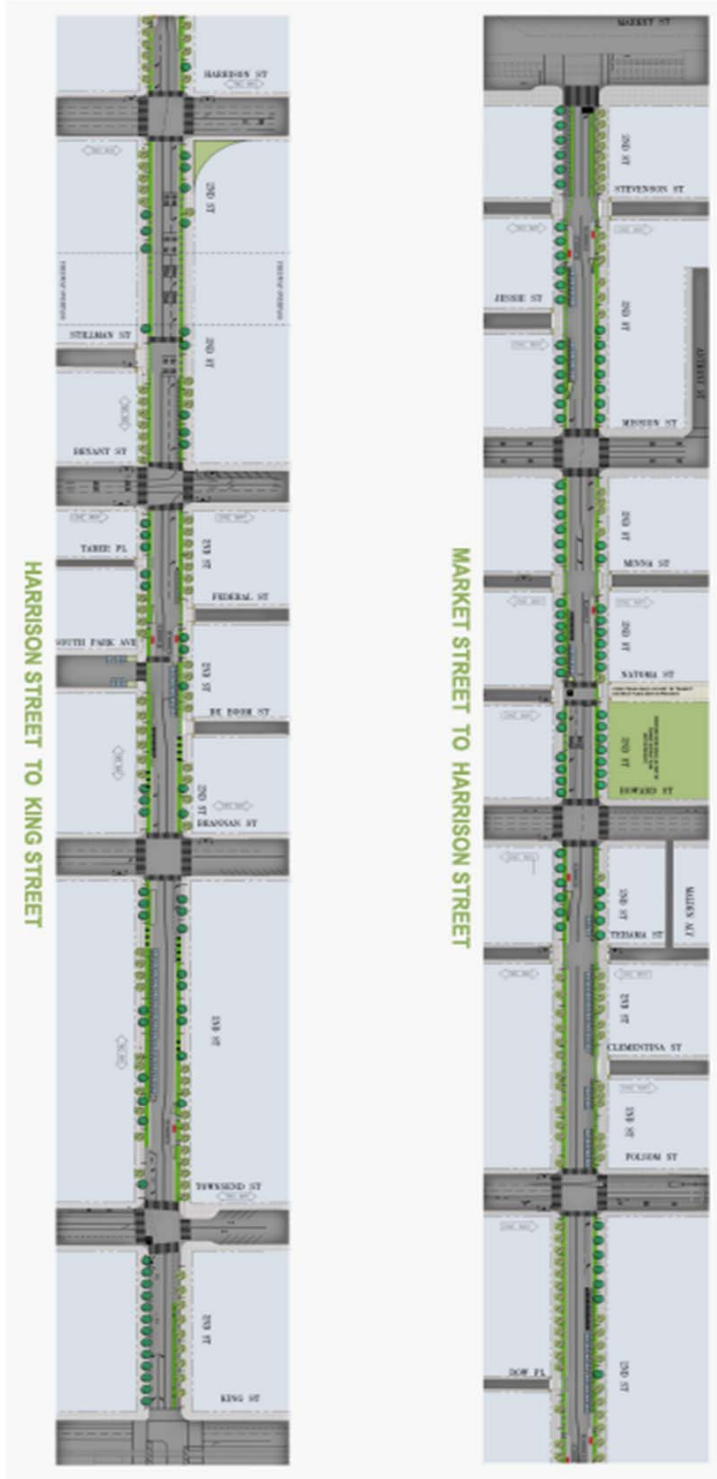 HARRISON STREET TO KING STREET
HARRISON ST
2ND ST
STILLMAN ST
2ND ST
BRYANT ST
TABER PL
2ND ST
FEDERAL ST
SOUTH PARK AVE
2ND ST
DE BOOM ST
2ND ST
BRANNAN ST
2ND ST
TOWNSEND ST
2ND ST
KING ST
MARKET STREET TO HARRISON STREET
MARKET ST
2ND ST
STEVENSON ST
JESSIE ST
2ND ST
ANTHONY ST
MISSION ST
2ND ST
MINNA ST
2ND ST
NATOMA ST
2ND ST
HOWARD ST
2ND ST
MALDEN ALY
TEHAMA ST
2ND ST
CLEMENTINA ST
2ND ST
FOLSOM ST
DOW PL
2ND ST